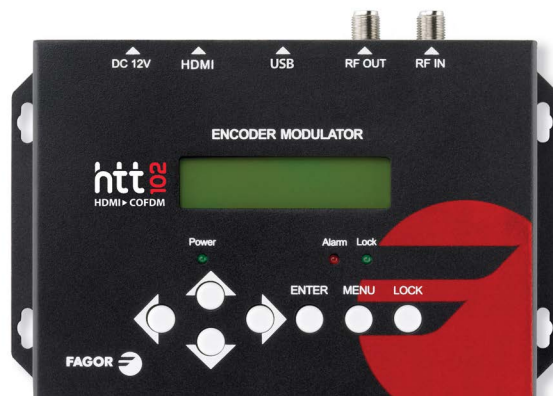 DC 12V HDMI USB RF OUT RF IN
ENCODER MODULATOR
htt 102
HDMI▶COFDM
Power Alarm Lock
ENTER MENU LOCK
FAGOR